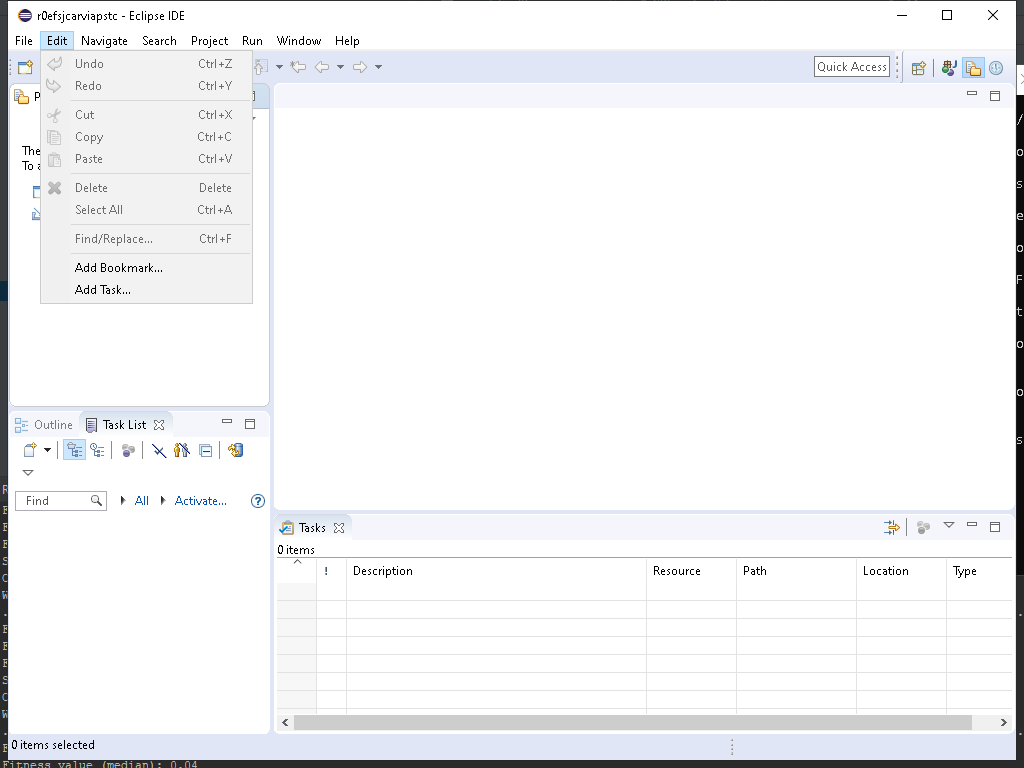 r0efsjcarviapstc - Eclipse IDE
File Edit Navigate Search Project Run Window Help
Undo Ctrl+Z
Redo Ctrl+Y
Cut Ctrl+X
Copy Ctrl+C
Paste Ctrl+V
Delete Delete
Select All Ctrl+A
Find/Replace... Ctrl+F
Add Bookmark...
Add Task...
Quick Access
P
The
To a
Outline Task List
Find All Activate...
Tasks
0 items
! Description Resource Path Location Type
0 items selected
Fitness value (median): 0.04